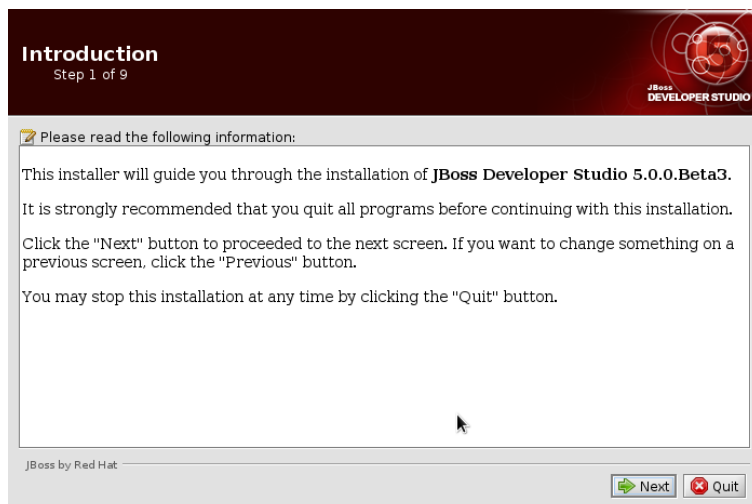 Introduction
Step 1 of 9
5
JBoss
DEVELOPER STUDIO
Please read the following information:
This installer will guide you through the installation of JBoss Developer Studio 5.0.0.Beta3.
It is strongly recommended that you quit all programs before continuing with this installation.
Click the "Next" button to proceeded to the next screen. If you want to change something on a
previous screen, click the "Previous" button.
You may stop this installation at any time by clicking the "Quit" button.
JBoss by Red Hat
Next
Quit